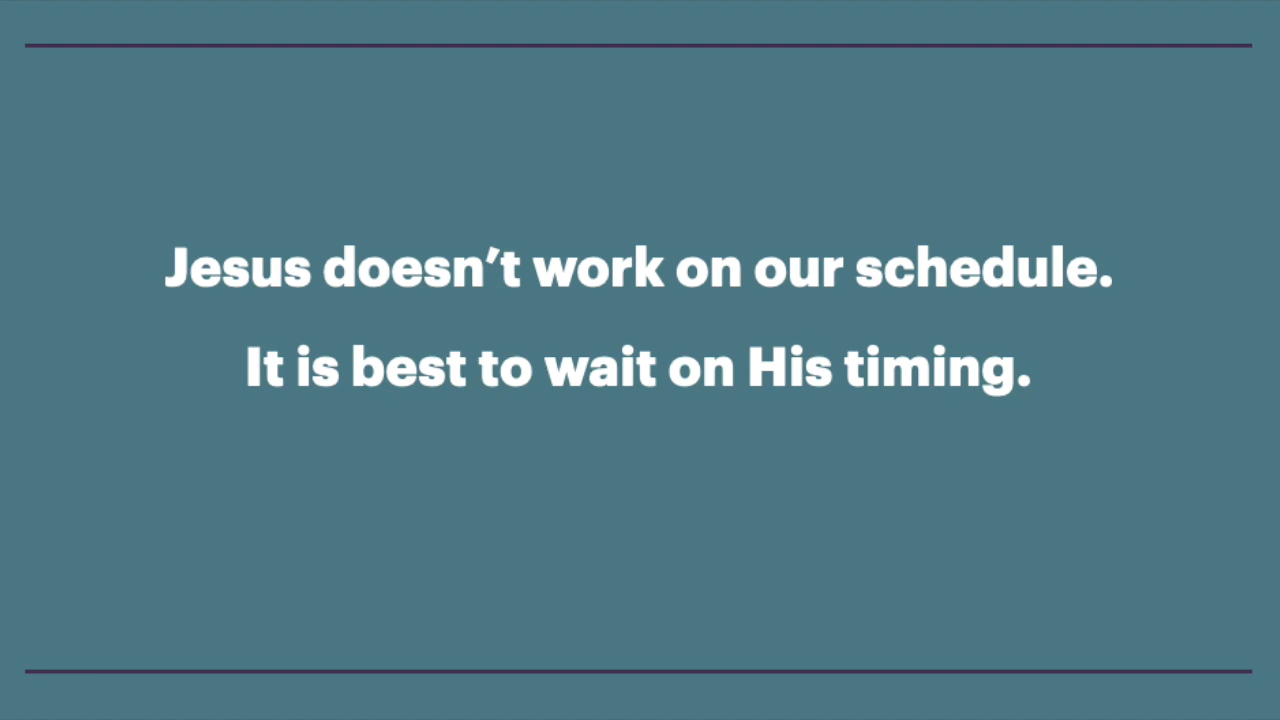 Jesus doesn’t work on our schedule.
It is best to wait on His timing.